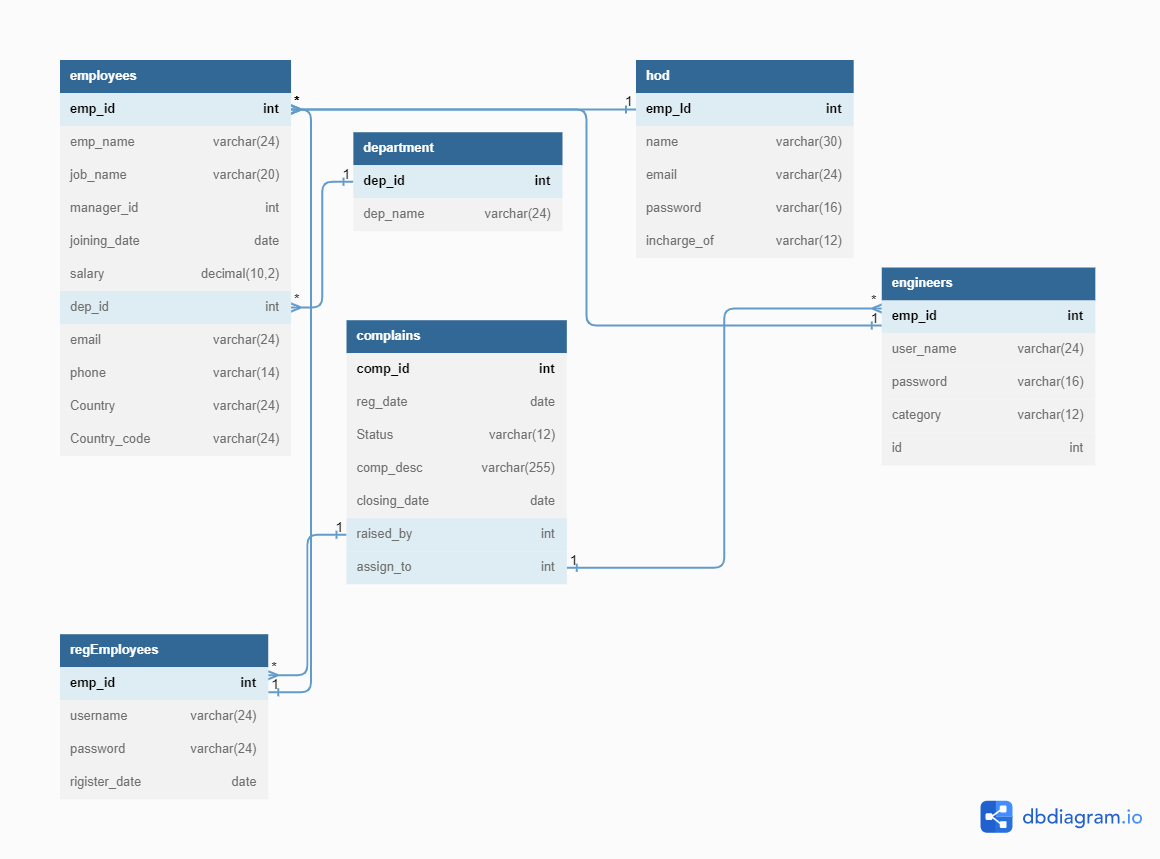 employees
emp_id int
emp_name varchar(24)
job_name varchar(20)
manager_id int
joining_date date
salary decimal(10,2)
dep_id int
email varchar(24)
phone varchar(14)
Country varchar(24)
Country_code varchar(24)
*
*
department
dep_id int
dep_name varchar(24)
1
hod
emp_Id int
name varchar(30)
email varchar(24)
password varchar(16)
incharge_of varchar(12)
1
engineers
emp_id int
user_name varchar(24)
password varchar(16)
category varchar(12)
id int
*
1
complains
comp_id int
reg_date date
Status varchar(12)
comp_desc varchar(255)
closing_date date
raised_by int
assign_to int
1
1
regEmployees
emp_id int
username varchar(24)
password varchar(24)
rigister_date date
*
1
dbdiagram.io